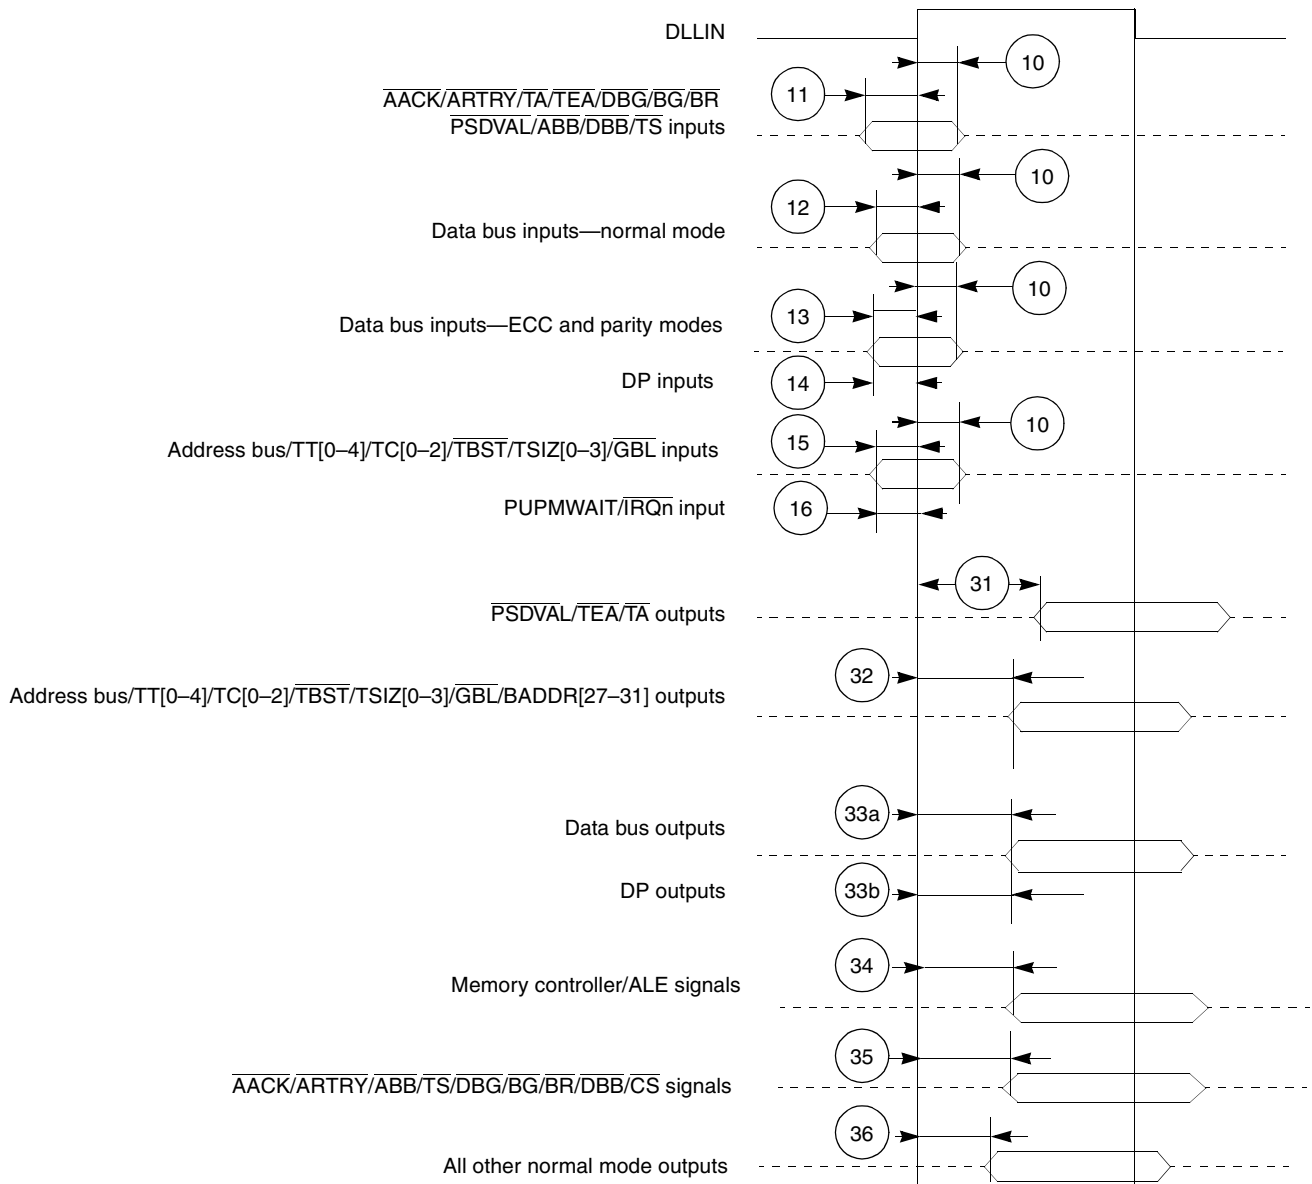 DLLIN
10
11
AACK/ARTRY/TA/TEA/DBG/BG/BR
PSDVAL/ABB/DBB/TS inputs
10
12
Data bus inputs—normal mode
10
13
Data bus inputs—ECC and parity modes
DP inputs
14
10
15
Address bus/TT[0–4]/TC[0–2]/TBST/TSIZ[0–3]/GBL inputs
PUPMWAIT/IRQn input
16
31
PSDVAL/TEA/TA outputs
32
Address bus/TT[0–4]/TC[0–2]/TBST/TSIZ[0–3]/GBL/BADDR[27–31] outputs
33a
Data bus outputs
DP outputs
33b
34
Memory controller/ALE signals
35
AACK/ARTRY/ABB/TS/DBG/BG/BR/DBB/CS signals
36
All other normal mode outputs